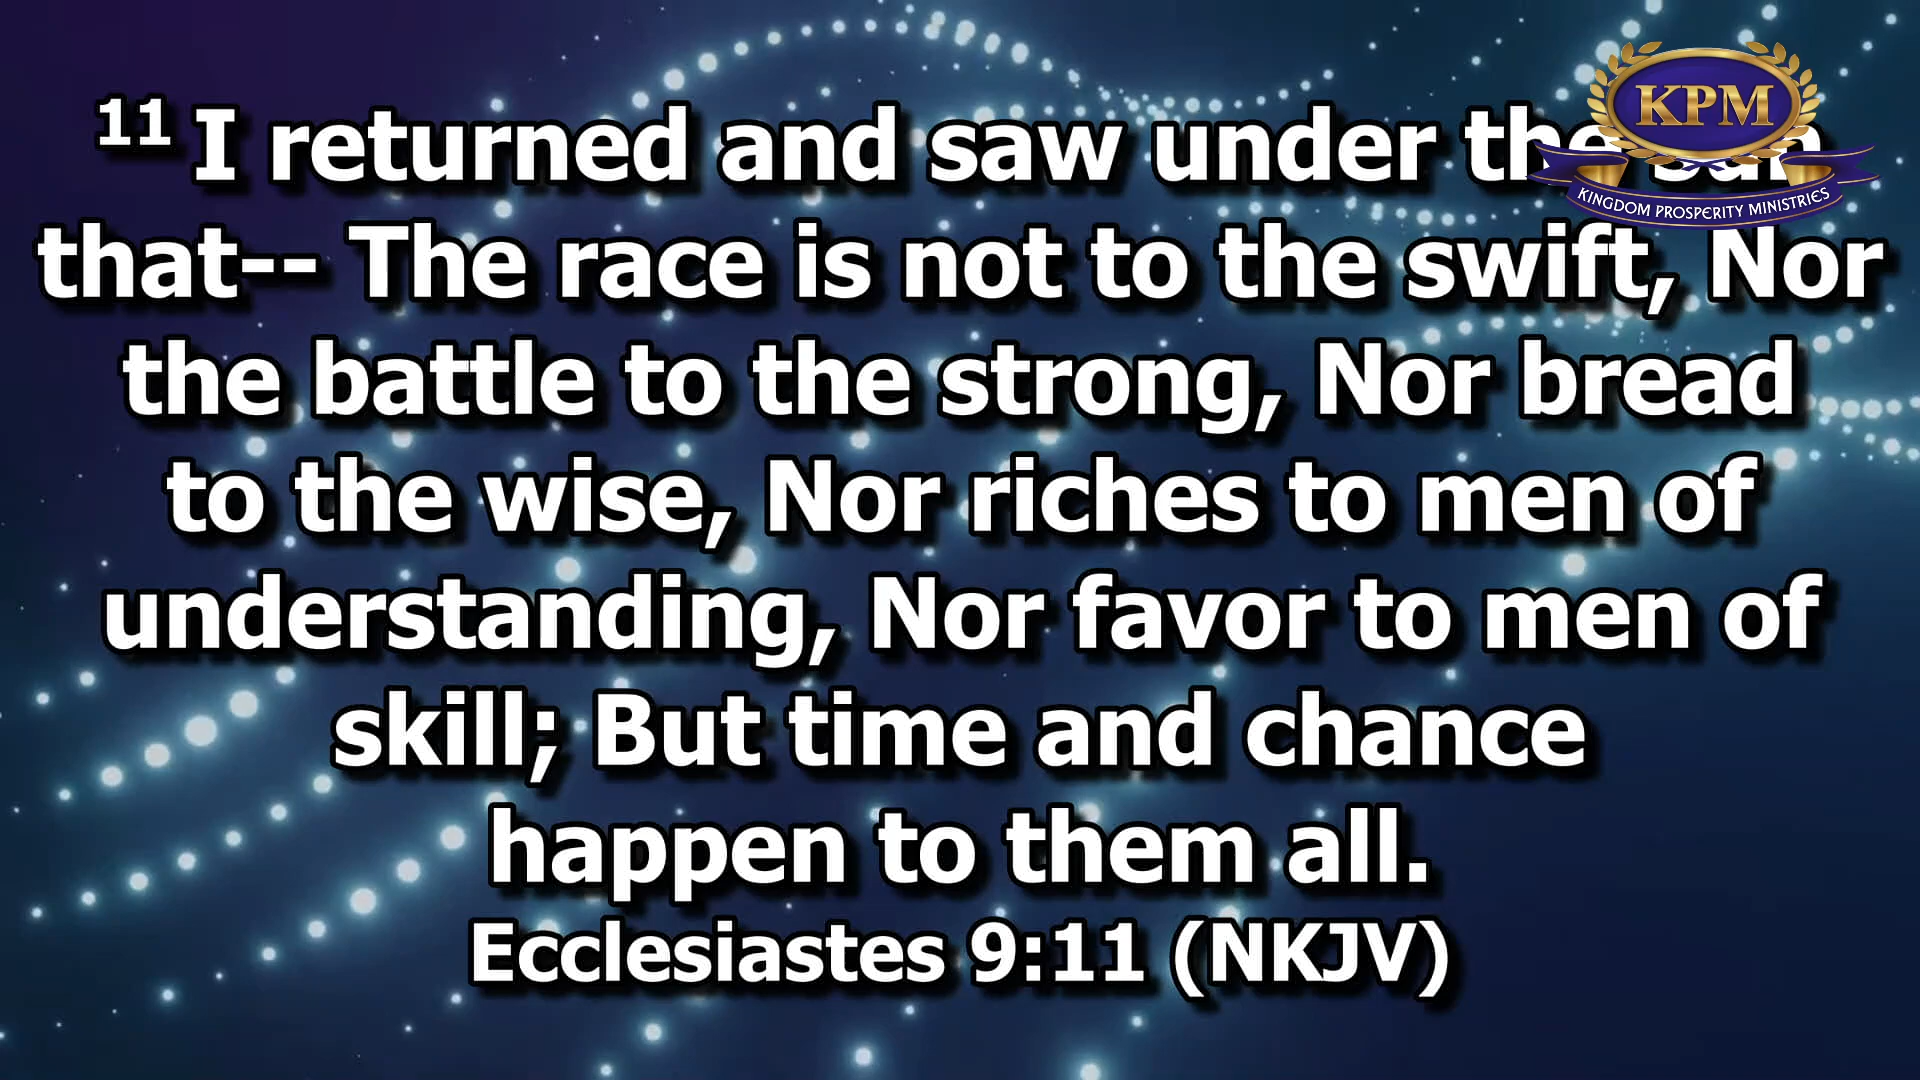 11 I returned and saw under the sun
that-- The race is not to the swift, Nor
the battle to the strong, Nor bread
to the wise, Nor riches to men of
understanding, Nor favor to men of
skill; But time and chance
happen to them all.
Ecclesiastes 9:11 (NKJV)
KPM
KINGDOM PROSPERITY MINISTRIES